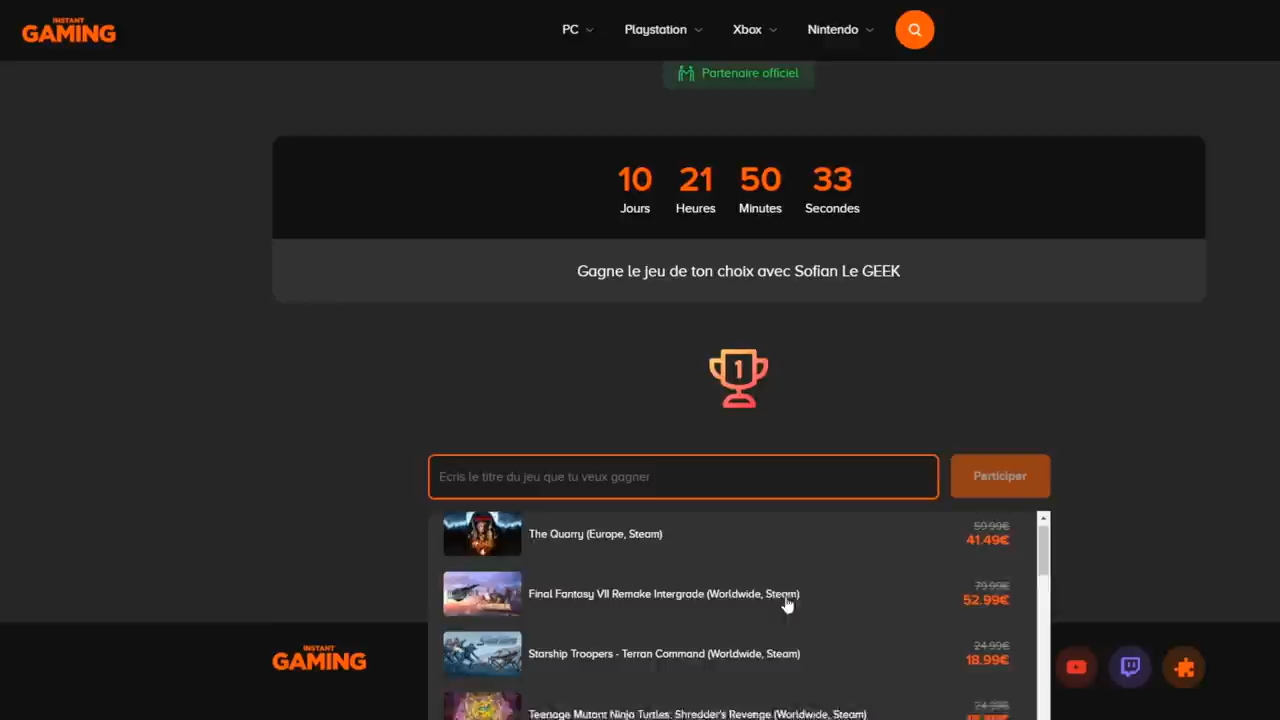 INSTANT
GAMING
PC
Playstation
Xbox
Nintendo
Partenaire officiel
10 21 50 33
Jours Heures Minutes Secondes
Gagne le jeu de ton choix avec Sofian Le GEEK
1
Ecris le titre du jeu que tu veux gagner
Participer
The Quarry (Europe, Steam)
59.99€
41.49€
Final Fantasy VII Remake Intergrade (Worldwide, Steam)
79.99€
52.99€
Starship Troopers - Terran Command (Worldwide, Steam)
24.99€
18.99€
Teenage Mutant Ninja Turtles: Shredder's Revenge (Worldwide, Steam)
24.99€
INSTANT
GAMING